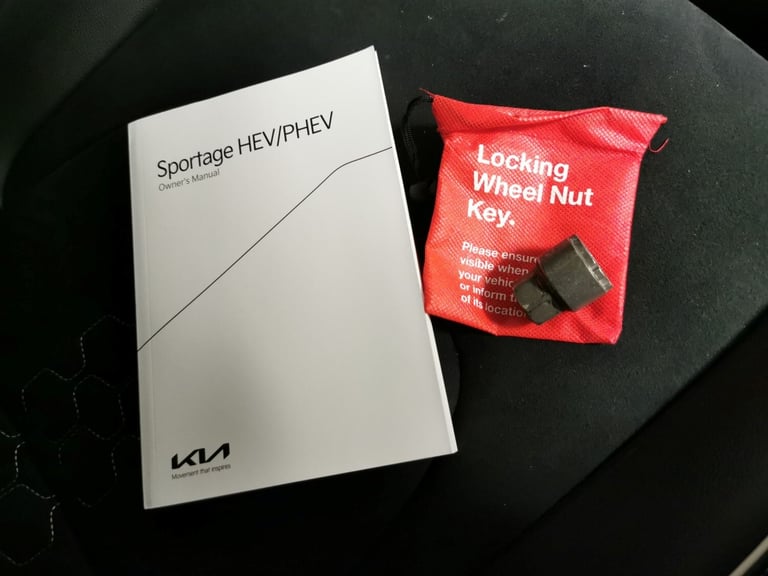 Sportage HEV/PHEV
Owner's Manual
KIA
Movement that inspires
Locking
Wheel Nut
Key.
Please ensure
visible when
your
or inform
of its location